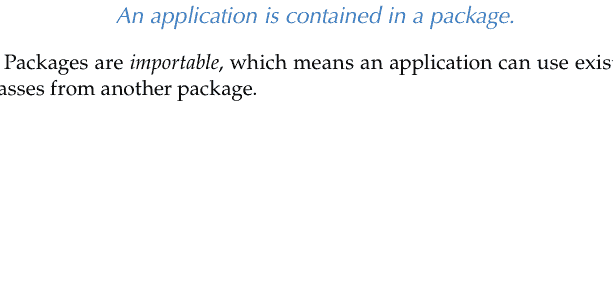 An application is contained in a package.
Packages are importable, which means an application can use exis
asses from another package.